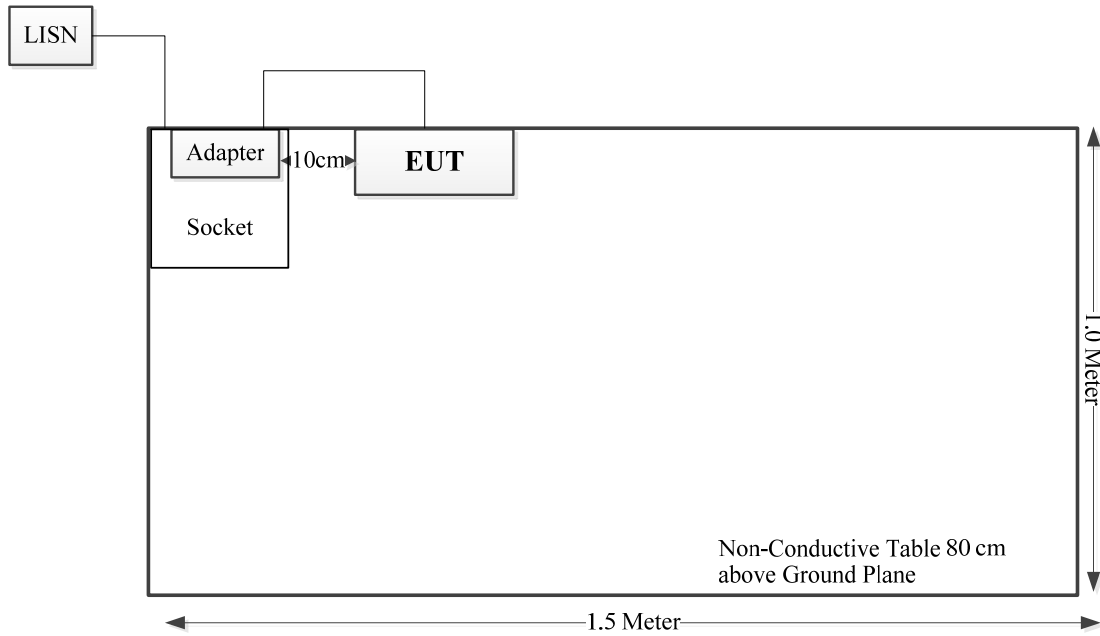 LISN
Adapter
10cm
EUT
Socket
1.0 Meter
Non-Conductive Table 80 cm
above Ground Plane
1.5 Meter